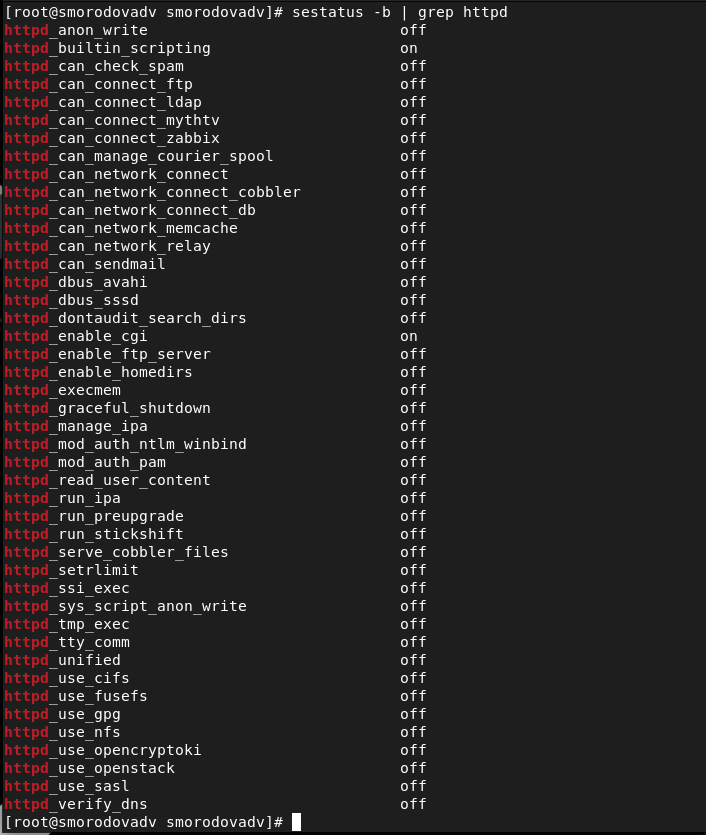 [root@smorodovadv smorodovadv]# sestatus -b | grep httpd
httpd_anon_write                        off
httpd_builtin_scripting                 on
httpd_can_check_spam                    off
httpd_can_connect_ftp                   off
httpd_can_connect_ldap                  off
httpd_can_connect_mythtv                off
httpd_can_connect_zabbix                off
httpd_can_manage_courier_spool          off
httpd_can_network_connect               off
httpd_can_network_connect_cobbler       off
httpd_can_network_connect_db            off
httpd_can_network_memcache              off
httpd_can_network_relay                 off
httpd_can_sendmail                      off
httpd_dbus_avahi                        off
httpd_dbus_sssd                         off
httpd_dontaudit_search_dirs             off
httpd_enable_cgi                        on
httpd_enable_ftp_server                 off
httpd_enable_homedirs                   off
httpd_execmem                           off
httpd_graceful_shutdown                 off
httpd_manage_ipa                        off
httpd_mod_auth_ntlm_winbind             off
httpd_mod_auth_pam                      off
httpd_read_user_content                 off
httpd_run_ipa                           off
httpd_run_preupgrade                    off
httpd_run_stickshift                    off
httpd_serve_cobbler_files               off
httpd_setrlimit                         off
httpd_ssi_exec                          off
httpd_sys_script_anon_write             off
httpd_tmp_exec                          off
httpd_tty_comm                          off
httpd_unified                           off
httpd_use_cifs                          off
httpd_use_fusefs                        off
httpd_use_gpg                           off
httpd_use_nfs                           off
httpd_use_opencryptoki                  off
httpd_use_openstack                     off
httpd_use_sasl                          off
httpd_verify_dns                        off
[root@smorodovadv smorodovadv]#